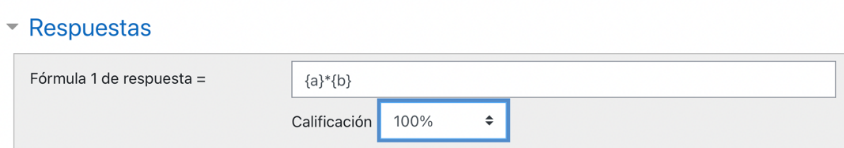 Respuestas
Fórmula 1 de respuesta = {a}*{b}
Calificación 100%